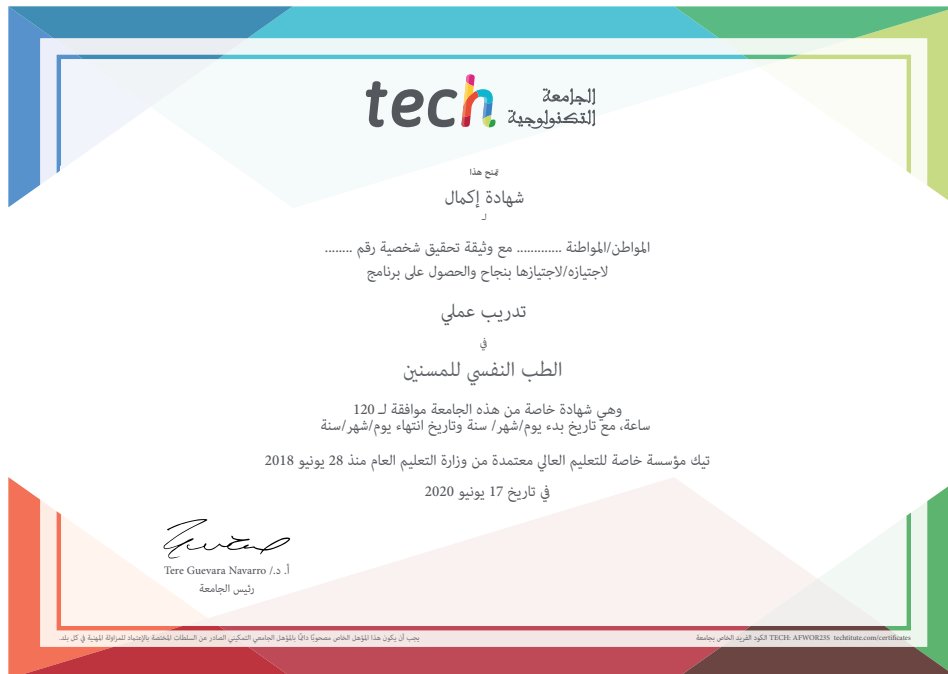 tech الجامعة
التكنولوجية
تمنح هذا
شهادة إكمال
لـ
المواطن/المواطنة ............. مع وثيقة تحقيق شخصية رقم ........
لاجتيازه/لاجتيازها بنجاح والحصول على برنامج
تدريب عملي
في
الطب النفسي للمسنين
وهي شهادة خاصة من هذه الجامعة موافقة لـ 120
ساعة، مع تاريخ بدء يوم/شهر/ سنة وتاريخ انتهاء يوم/شهر/سنة
تيك مؤسسة خاصة للتعليم العالي معتمدة من وزارة التعليم العام منذ 28 يونيو 2018
في تاريخ 17 يونيو 2020
أ. د./ Tere Guevara Navarro
رئيس الجامعة
يجب أن يكون هذا المؤهل الخاص مصحوبًا دائمًا بالمؤهل الجامعي التمكيني الصادر عن السلطات المختصة بالإعتماد للمزاولة المهنية في كل بلد.
الكود الفريد الخاص بجامعة TECH: AFWOR23S techtitute.com/certificates